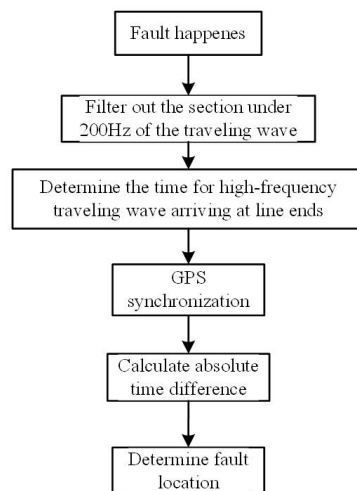 Fault happenes
Filter out the section under
200Hz of the traveling wave
Determine the time for high-frequency
traveling wave arriving at line ends
GPS
synchronization
Calculate absolute
time difference
Determine fault
location